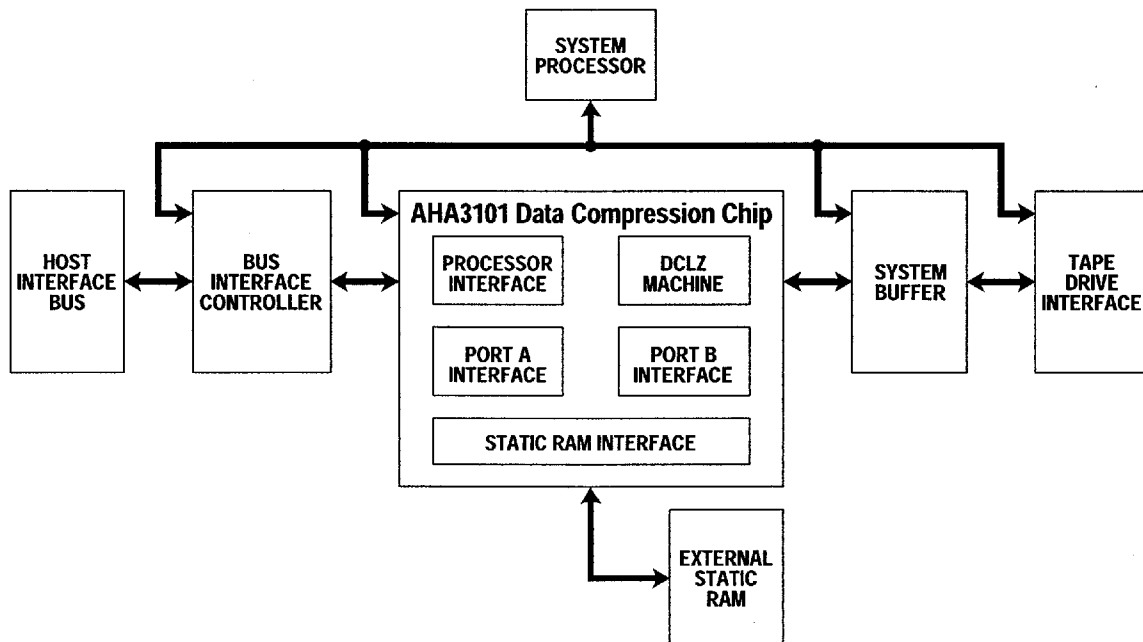 SYSTEM
PROCESSOR
HOST
INTERFACE
BUS
BUS
INTERFACE
CONTROLLER
AHA3101 Data Compression Chip
PROCESSOR
INTERFACE
DCLZ
MACHINE
PORT A
INTERFACE
PORT B
INTERFACE
STATIC RAM INTERFACE
SYSTEM
BUFFER
TAPE
DRIVE
INTERFACE
EXTERNAL
STATIC
RAM